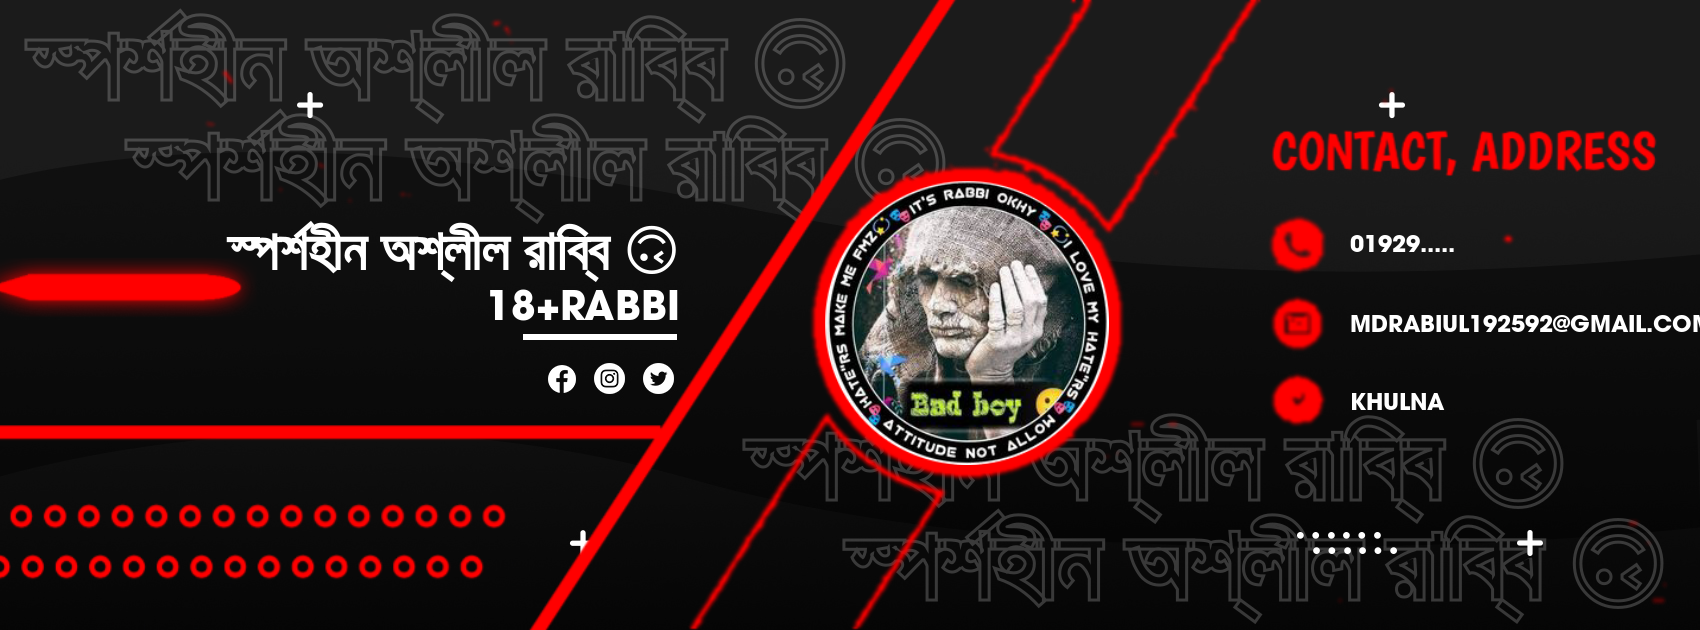 স্পর্শহীন অশ্লীল রাব্বি 🙃
স্পর্শহীন অশ্লীল রাব্বি 🙃
স্পর্শহীন অশ্লীল রাব্বি 🙃
18+RABBI
IT'S RABBI OKHY
I LOVE MY HATE"RS
ATTITUDE NOT ALLOW
HATE"RS MAKE ME FMZ
Bad boy
CONTACT, ADDRESS
01929.....
MDRABIUL192592@GMAIL.COM
KHULNA
স্পর্শহীন অশ্লীল রাব্বি 🙃
স্পর্শহীন অশ্লীল রাব্বি 🙃